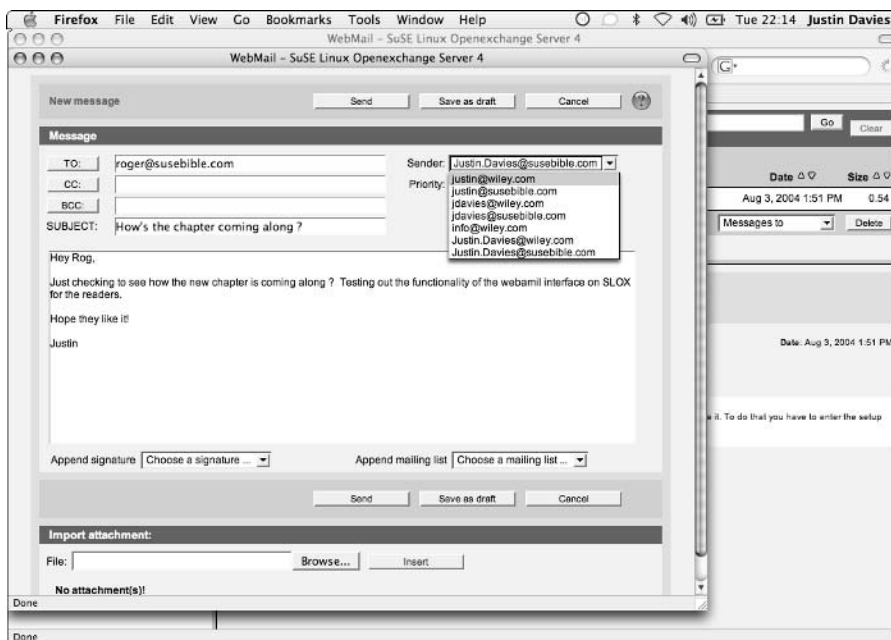 Firefox File Edit View Go Bookmarks Tools Window Help Tue 22:14 Justin Davies
WebMail – SuSE Linux Openexchange Server 4
WebMail – SuSE Linux Openexchange Server 4
G
New message Send Save as draft Cancel ?
Go Clear
Message
TO: roger@susebible.com Sender: Justin.Davies@susebible.com
CC: Priority:
BCC:
SUBJECT: How's the chapter coming along ?
justin@wiley.com
justin@susebible.com
jdavies@wiley.com
jdavies@susebible.com
info@wiley.com
Justin.Davies@wiley.com
Justin.Davies@susebible.com
Date Size
Aug 3, 2004 1:51 PM 0.54
Messages to Delete
Hey Rog,
Just checking to see how the new chapter is coming along ? Testing out the functionality of the webamil interface on SLOX
for the readers.
Hope they like it!
Justin
Date: Aug 3, 2004 1:51 PM
e it. To do that you have to enter the setup
Append signature Choose a signature ... Append mailing list Choose a mailing list ...
Send Save as draft Cancel
Import attachment:
File: Browse... Insert
No attachment(s)!
Done
Done